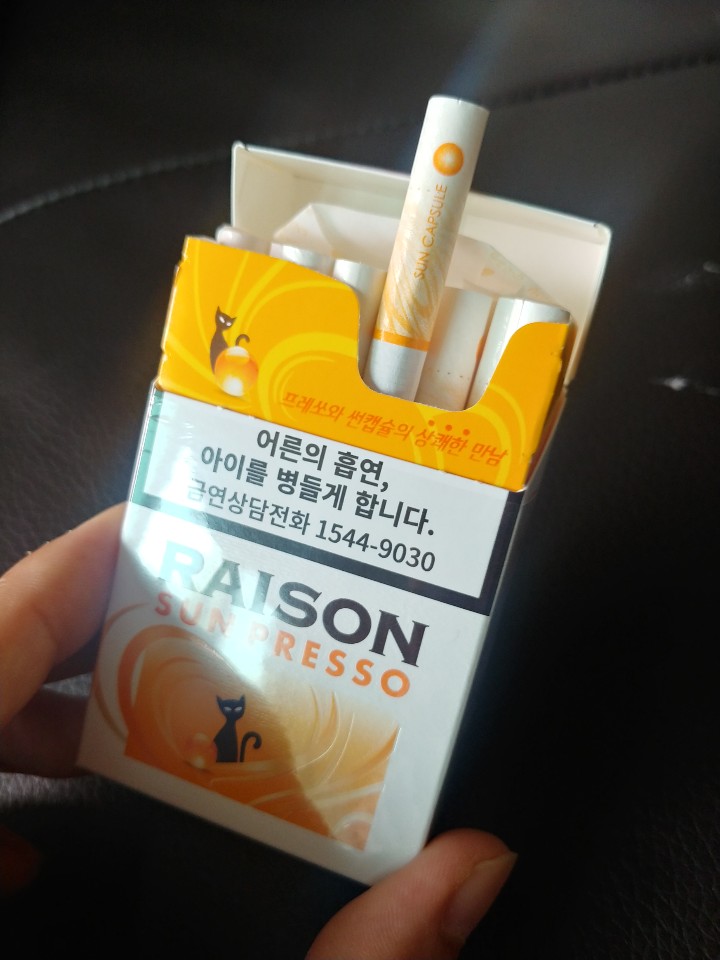 SUN CAPSULE
프레쏘와 썬캡슐의 상쾌한 만남
어른의 흡연,
아이를 병들게 합니다.
금연상담전화 1544-9030
RAISON
SUN PRESSO